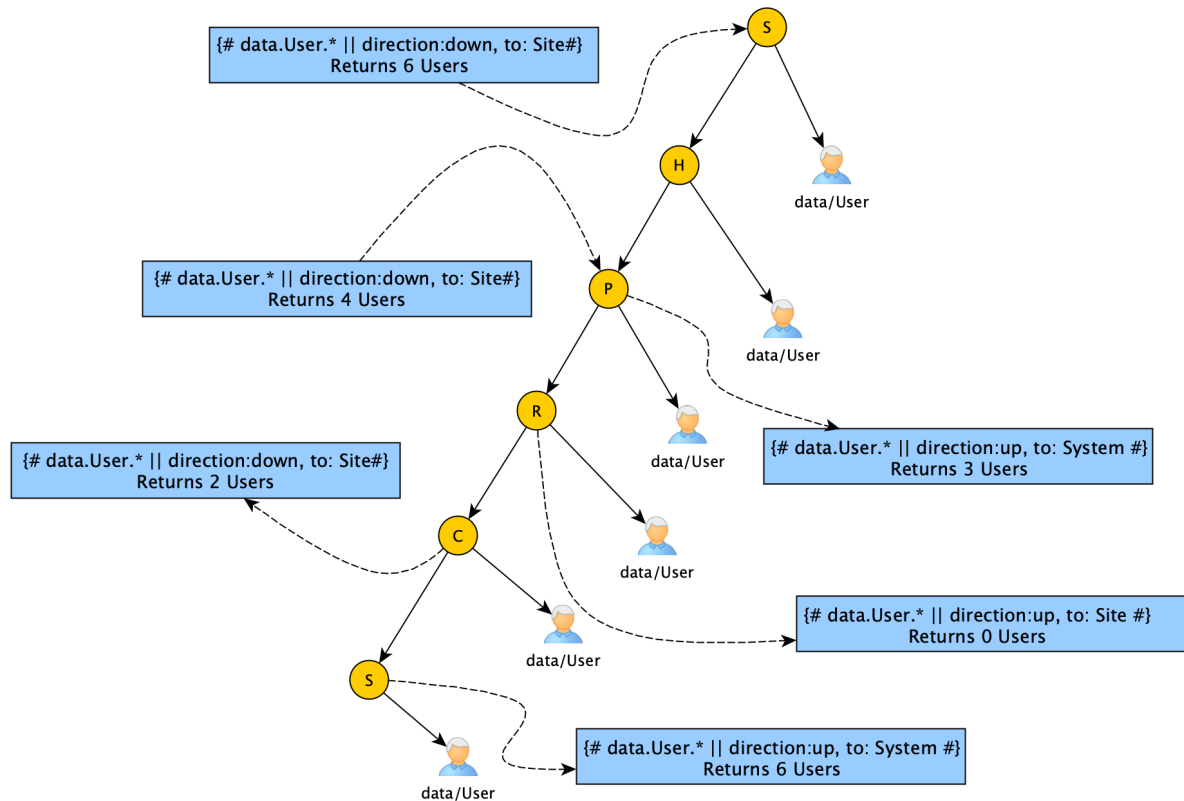 S
{# data.User.* || direction:down, to: Site#}
Returns 6 Users
H
data/User
{# data.User.* || direction:down, to: Site#}
Returns 4 Users
P
data/User
R
{# data.User.* || direction:up, to: System #}
Returns 3 Users
data/User
{# data.User.* || direction:down, to: Site#}
Returns 2 Users
C
data/User
{# data.User.* || direction:up, to: Site #}
Returns 0 Users
data/User
S
{# data.User.* || direction:up, to: System #}
Returns 6 Users
data/User